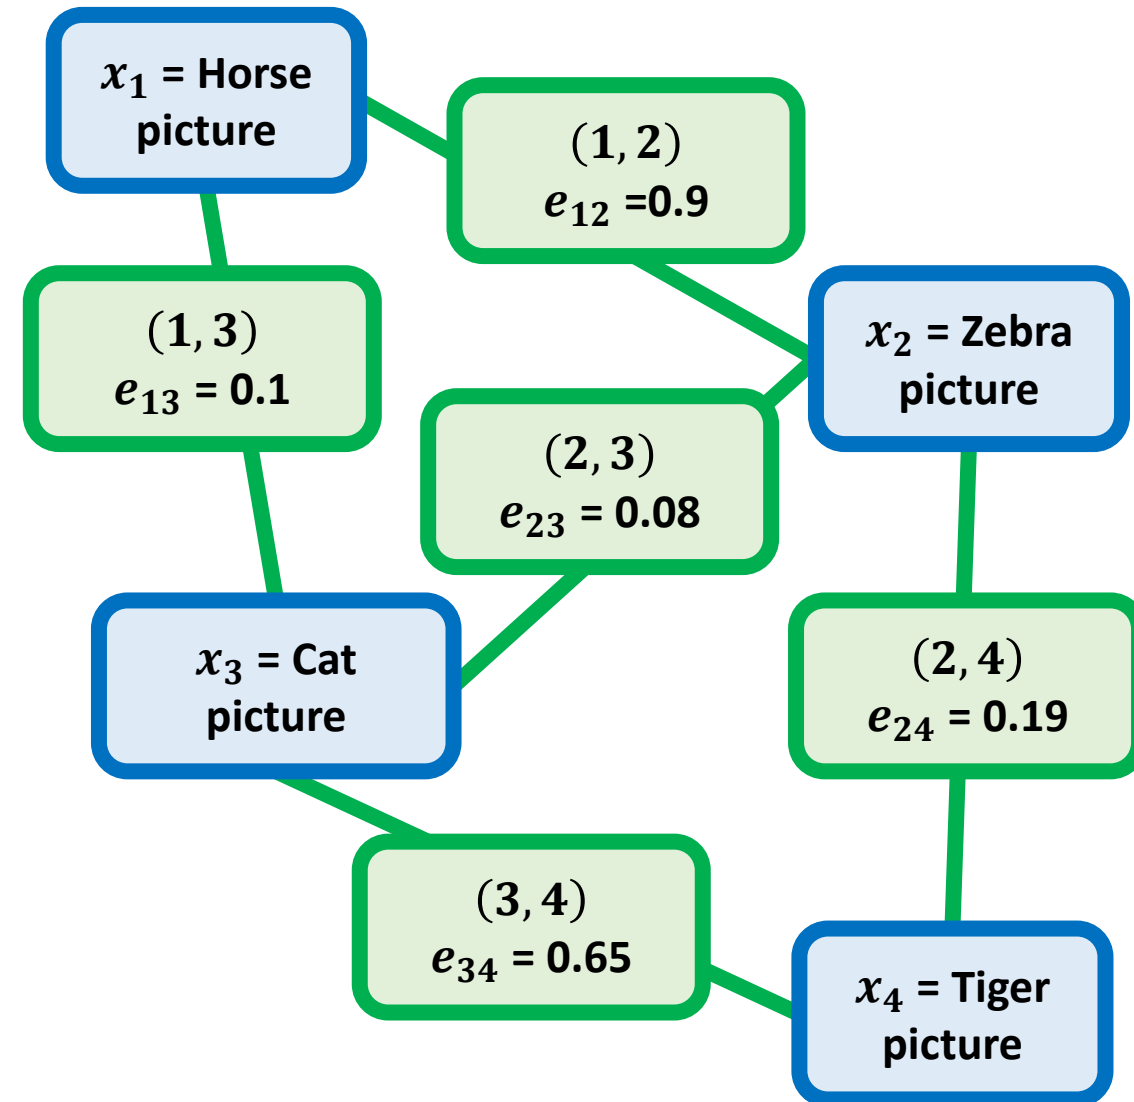 x₁ = Horse
picture
(1, 2)
e₁₂ =0.9
(1, 3)
e₁₃ = 0.1
x₂ = Zebra
picture
(2, 3)
e₂₃ = 0.08
x₃ = Cat
picture
(2, 4)
e₂₄ = 0.19
(3, 4)
e₃₄ = 0.65
x₄ = Tiger
picture